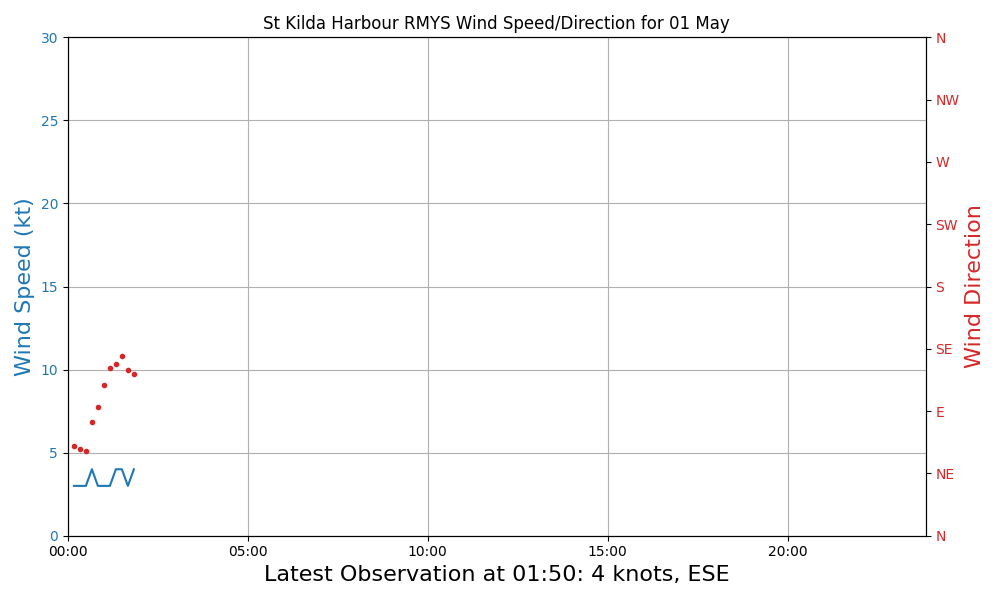 St Kilda Harbour RMYS Wind Speed/Direction for 01 May
Wind Speed (kt)
30
25
20
15
10
5
0
00:00
05:00
10:00
15:00
20:00
N
NW
W
SW
S
SE
E
NE
N
Wind Direction
Latest Observation at 01:50: 4 knots, ESE